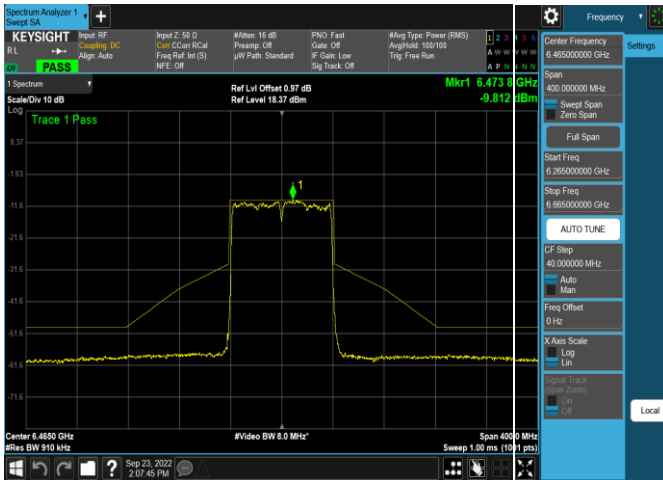 Spectrum Analyzer 1
Swept SA
Frequency
KEYSIGHT
R L
LXI
PASS
Input: RF
Coupling: DC
Align: Auto
Input Z: 50 Ω
Corr CCorr RCal
Freq Ref: Int (S)
NFE: Off
#Atten: 16 dB
Preamp: Off
µW Path: Standard
PNO: Fast
Gate: Off
IF Gain: Low
Sig Track: Off
#Avg Type: Power (RMS)
Avg|Hold: 100/100
Trig: Free Run
1 2 3 4 5 6
A W W W W W
A P N N N N
1 Spectrum
Scale/Div 10 dB
Log
Ref Lvl Offset 0.97 dB
Ref Level 18.37 dBm
Mkr1 6.473 8 GHz
-9.812 dBm
Trace 1 Pass
1
8.37
-1.63
-11.6
-21.6
-31.6
-41.6
-51.6
-61.6
-71.6
Center 6.4650 GHz
#Res BW 910 kHz
#Video BW 8.0 MHz*
Span 400.0 MHz
Sweep 1.00 ms (1001 pts)
Sep 23, 2022
2:07:45 PM
Center Frequency
6.465000000 GHz
Settings
Span
400.000000 MHz
Swept Span
Zero Span
Full Span
Start Freq
6.265000000 GHz
Stop Freq
6.665000000 GHz
AUTO TUNE
CF Step
40.000000 MHz
Auto
Man
Freq Offset
0 Hz
X Axis Scale
Log
Lin
Signal Track
(Span Zoom)
On
Off
Local